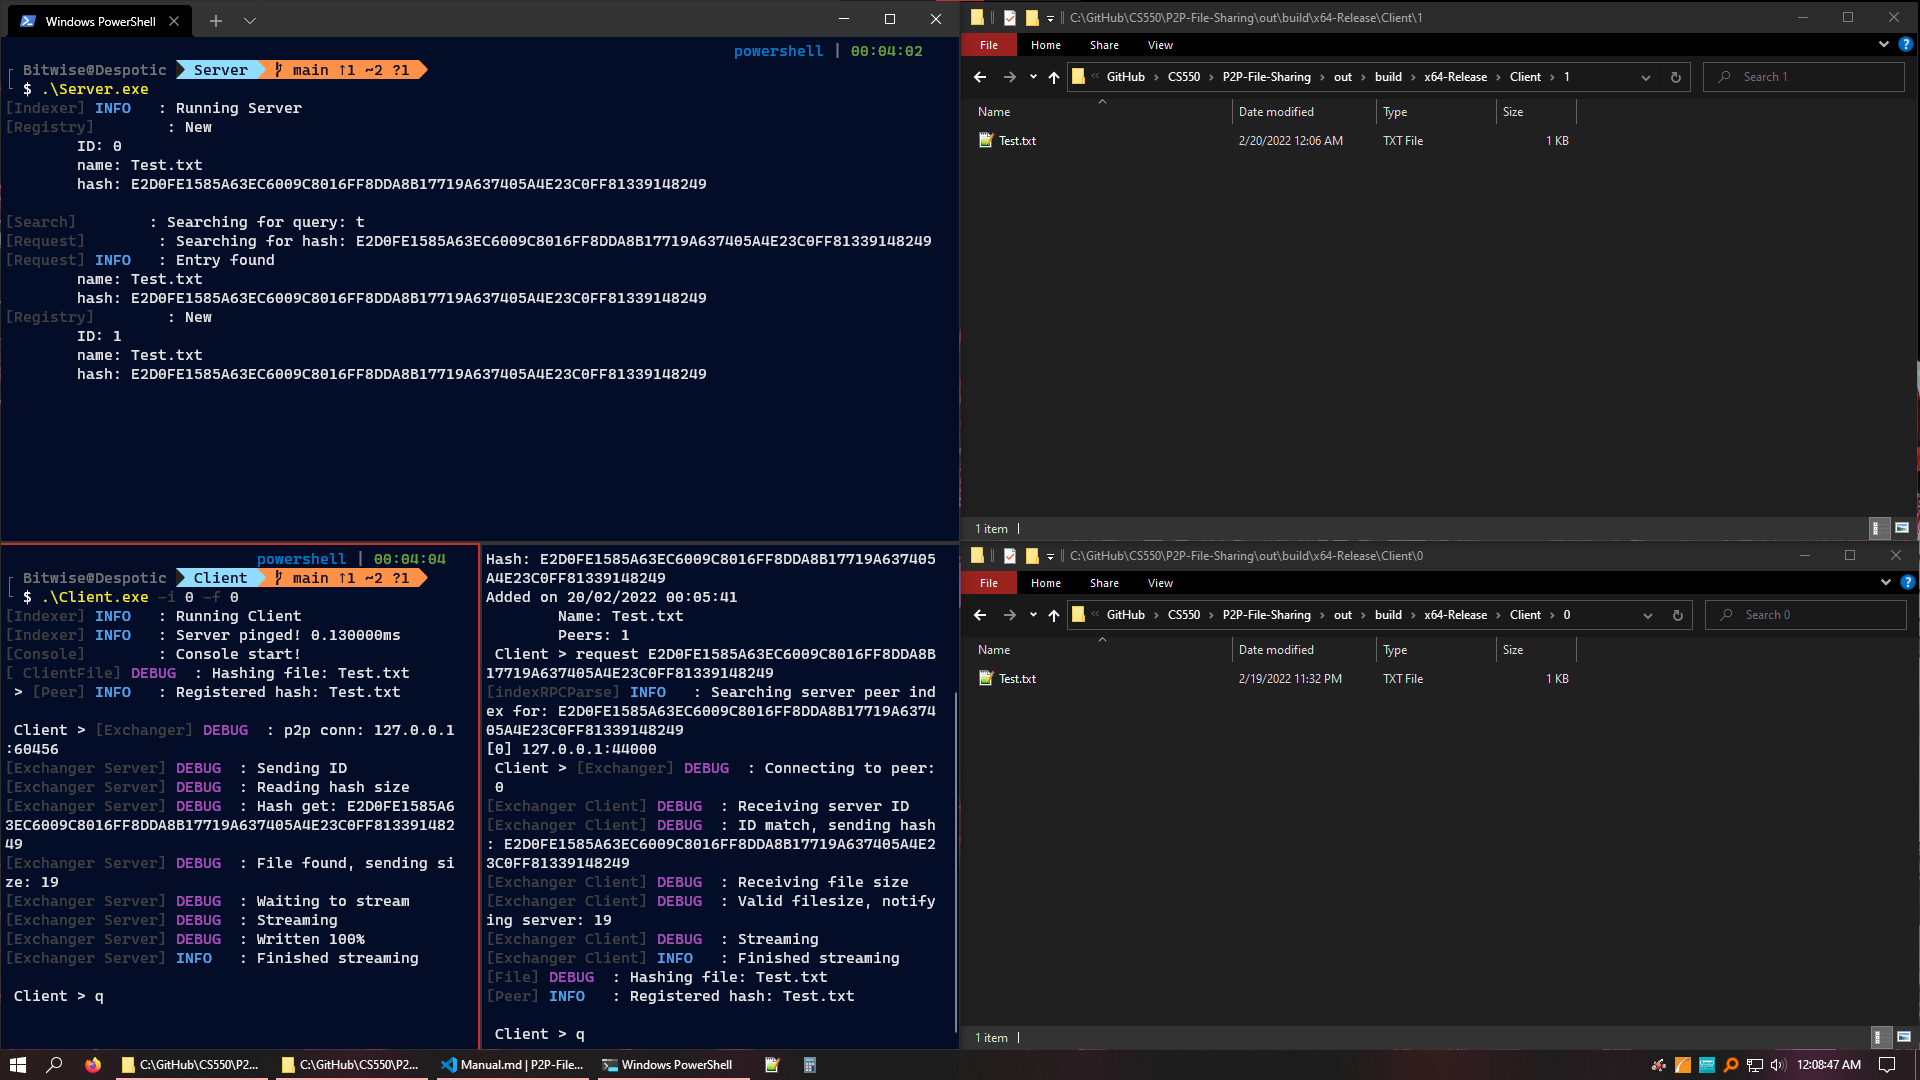 Windows PowerShell
powershell | 00:04:02
Bitwise@Despotic Server main ↑1 ~2 ?1
$ .\Server.exe
[Indexer] INFO : Running Server
[Registry] : New
ID: 0
name: Test.txt
hash: E2D0FE1585A63EC6009C8016FF8DDA8B17719A637405A4E23C0FF81339148249
[Search] : Searching for query: t
[Request] : Searching for hash: E2D0FE1585A63EC6009C8016FF8DDA8B17719A637405A4E23C0FF81339148249
[Request] INFO : Entry found
name: Test.txt
hash: E2D0FE1585A63EC6009C8016FF8DDA8B17719A637405A4E23C0FF81339148249
[Registry] : New
ID: 1
name: Test.txt
hash: E2D0FE1585A63EC6009C8016FF8DDA8B17719A637405A4E23C0FF81339148249
powershell | 00:04:04
Bitwise@Despotic Client main ↑1 ~2 ?1
$ .\Client.exe -i 0 -f 0
[Indexer] INFO : Running Client
[Indexer] INFO : Server pinged! 0.130000ms
[Console] : Console start!
[ ClientFile] DEBUG : Hashing file: Test.txt
> [Peer] INFO : Registered hash: Test.txt
Client > [Exchanger] DEBUG : p2p conn: 127.0.0.1
:60456
[Exchanger Server] DEBUG : Sending ID
[Exchanger Server] DEBUG : Reading hash size
[Exchanger Server] DEBUG : Hash get: E2D0FE1585A6
3EC6009C8016FF8DDA8B17719A637405A4E23C0FF813391482
49
[Exchanger Server] DEBUG : File found, sending si
ze: 19
[Exchanger Server] DEBUG : Waiting to stream
[Exchanger Server] DEBUG : Streaming
[Exchanger Server] DEBUG : Written 100%
[Exchanger Server] INFO : Finished streaming
Client > q
Hash: E2D0FE1585A63EC6009C8016FF8DDA8B17719A637405
A4E23C0FF81339148249
Added on 20/02/2022 00:05:41
Name: Test.txt
Peers: 1
Client > request E2D0FE1585A63EC6009C8016FF8DDA8B
17719A637405A4E23C0FF81339148249
[indexRPCParse] INFO : Searching server peer ind
ex for: E2D0FE1585A63EC6009C8016FF8DDA8B17719A6374
05A4E23C0FF81339148249
[0] 127.0.0.1:44000
Client > [Exchanger] DEBUG : Connecting to peer:
0
[Exchanger Client] DEBUG : Receiving server ID
[Exchanger Client] DEBUG : ID match, sending hash
: E2D0FE1585A63EC6009C8016FF8DDA8B17719A637405A4E2
3C0FF81339148249
[Exchanger Client] DEBUG : Receiving file size
[Exchanger Client] DEBUG : Valid filesize, notify
ing server: 19
[Exchanger Client] DEBUG : Streaming
[Exchanger Client] INFO : Finished streaming
[File] DEBUG : Hashing file: Test.txt
[Peer] INFO : Registered hash: Test.txt
Client > q
C:\GitHub\CS550\P2P-File-Sharing\out\build\x64-Release\Client\1
File Home Share View
GitHub > CS550 > P2P-File-Sharing > out > build > x64-Release > Client > 1
Search 1
Name Date modified Type Size
Test.txt 2/20/2022 12:06 AM TXT File 1 KB
1 item
C:\GitHub\CS550\P2P-File-Sharing\out\build\x64-Release\Client\0
File Home Share View
GitHub > CS550 > P2P-File-Sharing > out > build > x64-Release > Client > 0
Search 0
Name Date modified Type Size
Test.txt 2/19/2022 11:32 PM TXT File 1 KB
1 item
C:\GitHub\CS550\P2... C:\GitHub\CS550\P2... Manual.md | P2P-File... Windows PowerShell 12:08:47 AM